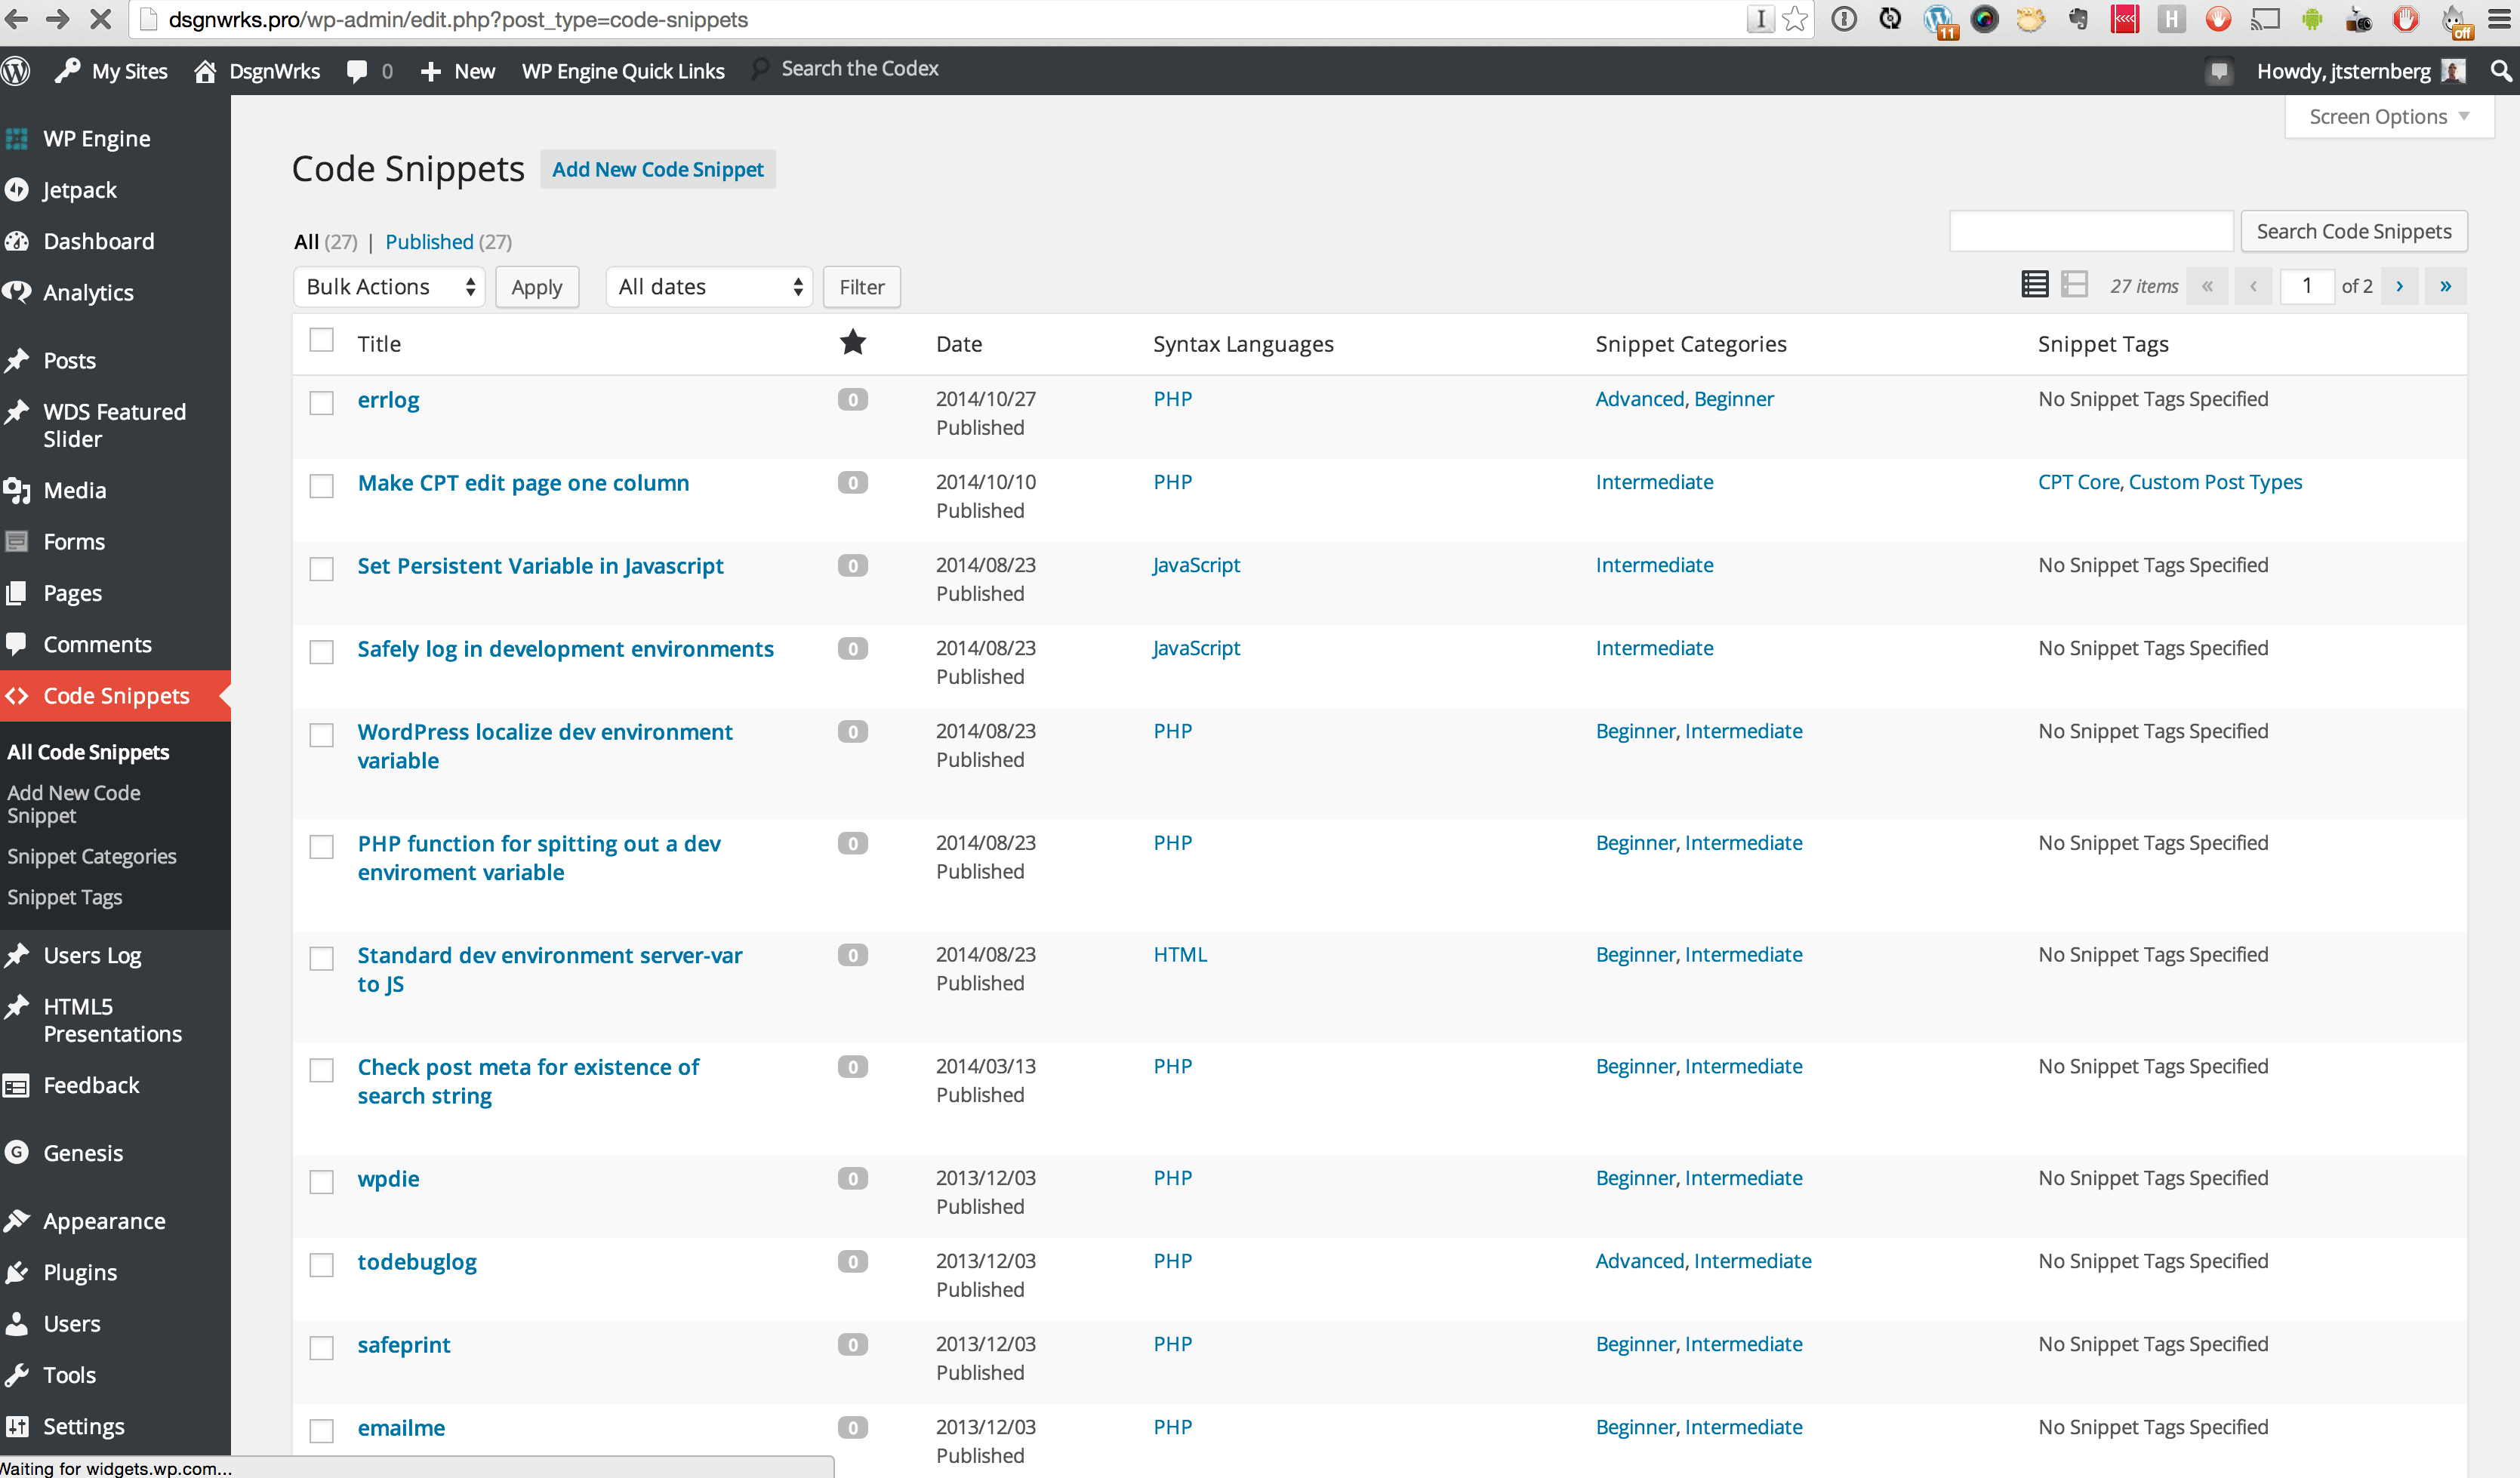 dsgnwrks.pro/wp-admin/edit.php?post_type=code-snippets
11
H
off
My Sites DsgnWrks 0 New WP Engine Quick Links Search the Codex Howdy, jtsternberg
Screen Options
WP Engine
Jetpack
Dashboard
Analytics
Posts
WDS Featured
Slider
Media
Forms
Pages
Comments
Code Snippets
All Code Snippets
Add New Code
Snippet
Snippet Categories
Snippet Tags
Users Log
HTML5
Presentations
Feedback
G Genesis
Appearance
Plugins
Users
Tools
Settings
Code Snippets Add New Code Snippet
All (27) | Published (27)
Search Code Snippets
Bulk Actions Apply All dates Filter 27 items « ‹ 1 of 2 › »
Title Date Syntax Languages Snippet Categories Snippet Tags
errlog 0 2014/10/27 PHP Advanced, Beginner No Snippet Tags Specified
Published
Make CPT edit page one column 0 2014/10/10 PHP Intermediate CPT Core, Custom Post Types
Published
Set Persistent Variable in Javascript 0 2014/08/23 JavaScript Intermediate No Snippet Tags Specified
Published
Safely log in development environments 0 2014/08/23 JavaScript Intermediate No Snippet Tags Specified
Published
WordPress localize dev environment 0 2014/08/23 PHP Beginner, Intermediate No Snippet Tags Specified
variable Published
PHP function for spitting out a dev 0 2014/08/23 PHP Beginner, Intermediate No Snippet Tags Specified
enviroment variable Published
Standard dev environment server-var 0 2014/08/23 HTML Beginner, Intermediate No Snippet Tags Specified
to JS Published
Check post meta for existence of 0 2014/03/13 PHP Beginner, Intermediate No Snippet Tags Specified
search string Published
wpdie 0 2013/12/03 PHP Beginner, Intermediate No Snippet Tags Specified
Published
todebuglog 0 2013/12/03 PHP Advanced, Intermediate No Snippet Tags Specified
Published
safeprint 0 2013/12/03 PHP Beginner, Intermediate No Snippet Tags Specified
Published
emailme 0 2013/12/03 PHP Beginner, Intermediate No Snippet Tags Specified
Published
Waiting for widgets.wp.com...